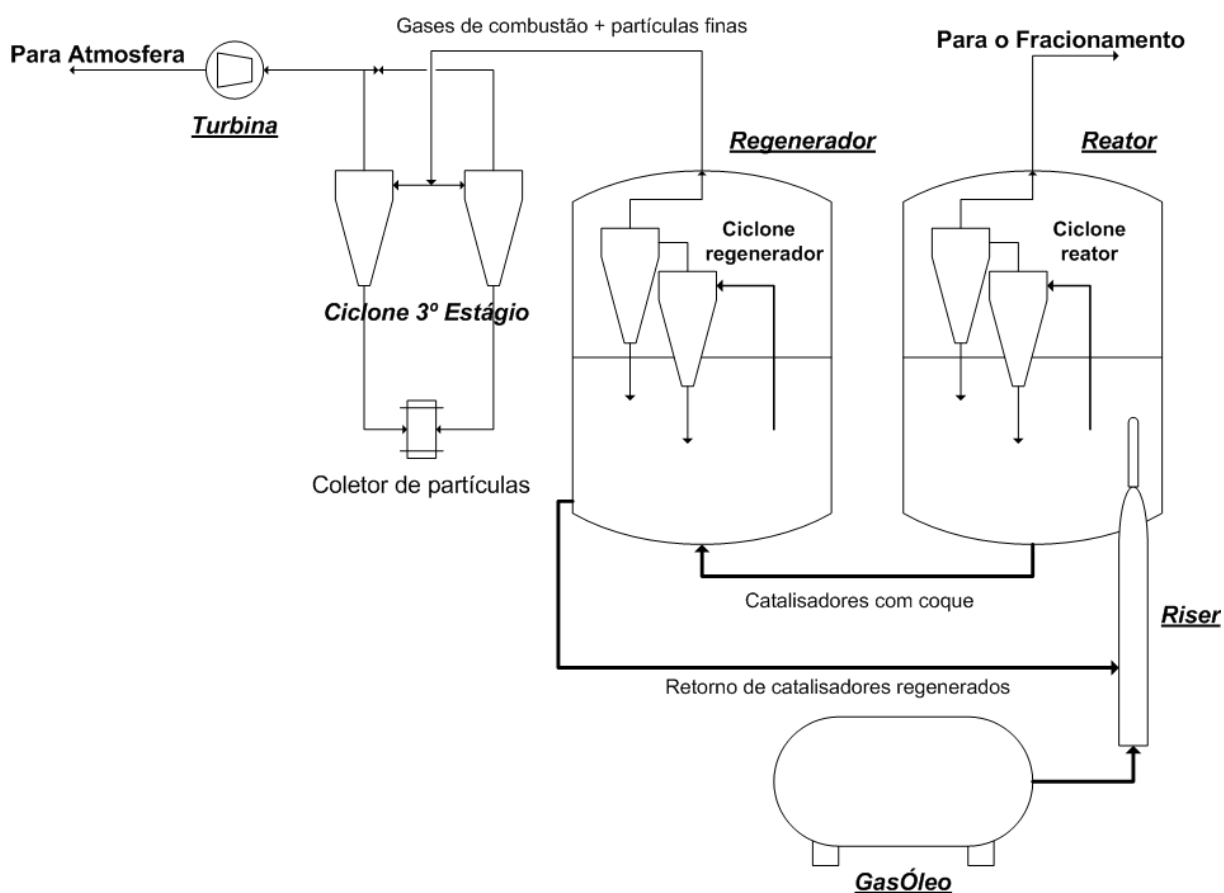 Gases de combustão + partículas finas
Para Atmosfera
Para o Fracionamento
Turbina
Regenerador
Reator
Ciclone
regenerador
Ciclone
reator
Ciclone 3º Estágio
Coletor de partículas
Catalisadores com coque
Riser
Retorno de catalisadores regenerados
GasÓleo